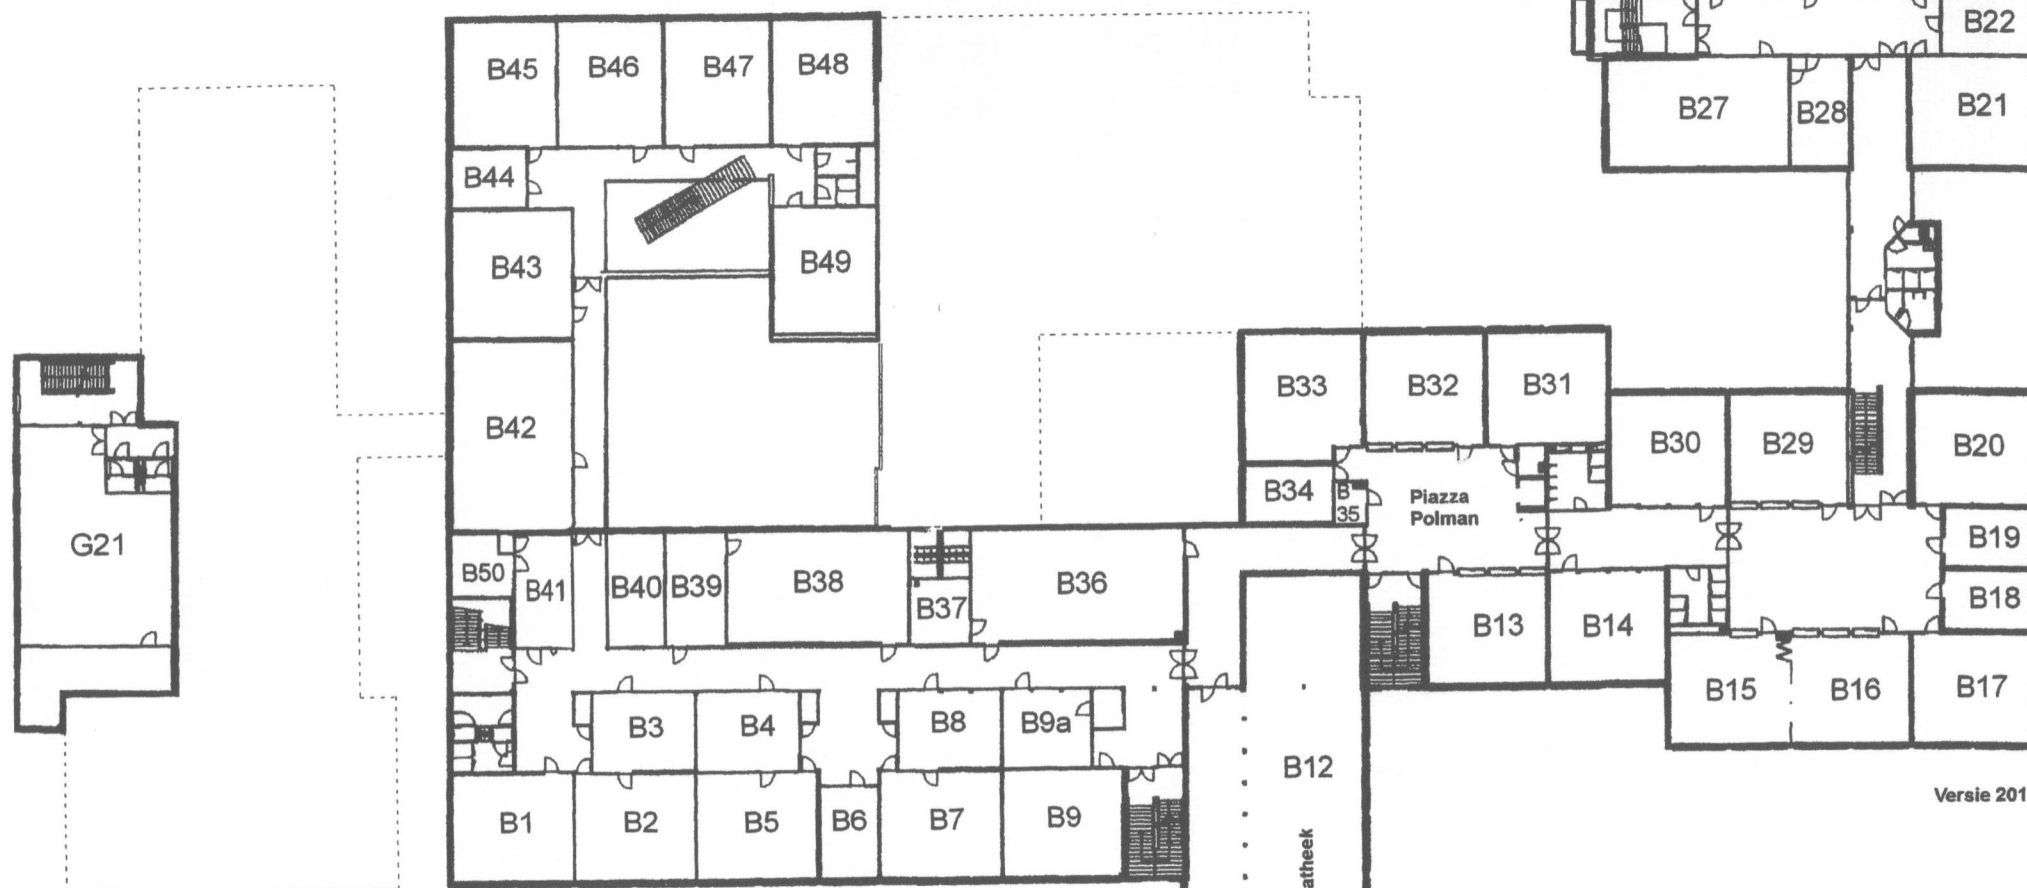 B22
B45 B46 B47 B48
B27 B28 B21
B44
B43 B49
B33 B32 B31
B42
B30 B29 B20
B34 B
35
Piazza
Polman
G21
B19
B50 B41 B40 B39 B38 B37 B36
B18
B13 B14
B15 B16 B17
B3 B4 B8 B9a
B12
B1 B2 B5 B6 B7 B9
Versie 201
atheek